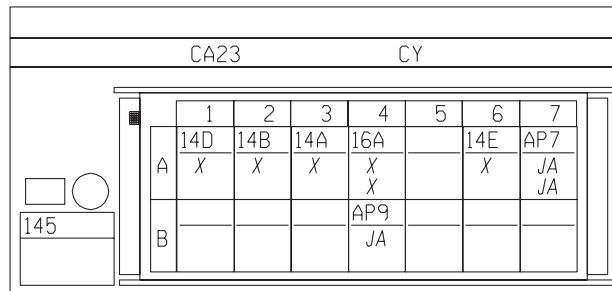 CA23 CY
1 2 3 4 5 6 7
14D 14B 14A 16A 14E AP7
A X X X X X JA
X JA
145
AP9
B JA